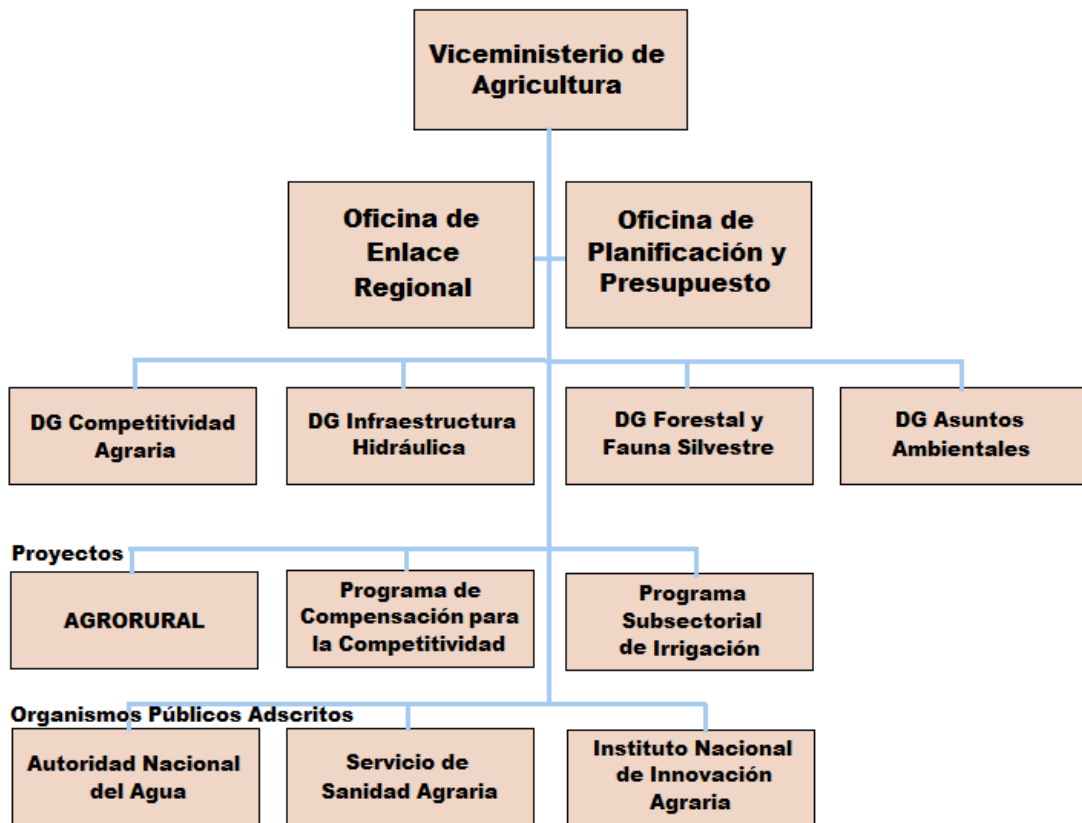 Viceministerio de
Agricultura
Oficina de
Enlace
Regional
Oficina de
Planificación y
Presupuesto
DG Competitividad
Agraria
DG Infraestructura
Hidráulica
DG Forestal y
Fauna Silvestre
DG Asuntos
Ambientales
Proyectos
AGRORURAL
Programa de
Compensación para
la Competitividad
Programa
Subsectorial
de Irrigación
Organismos Públicos Adscritos
Autoridad Nacional
del Agua
Servicio de
Sanidad Agraria
Instituto Nacional
de Innovación
Agraria